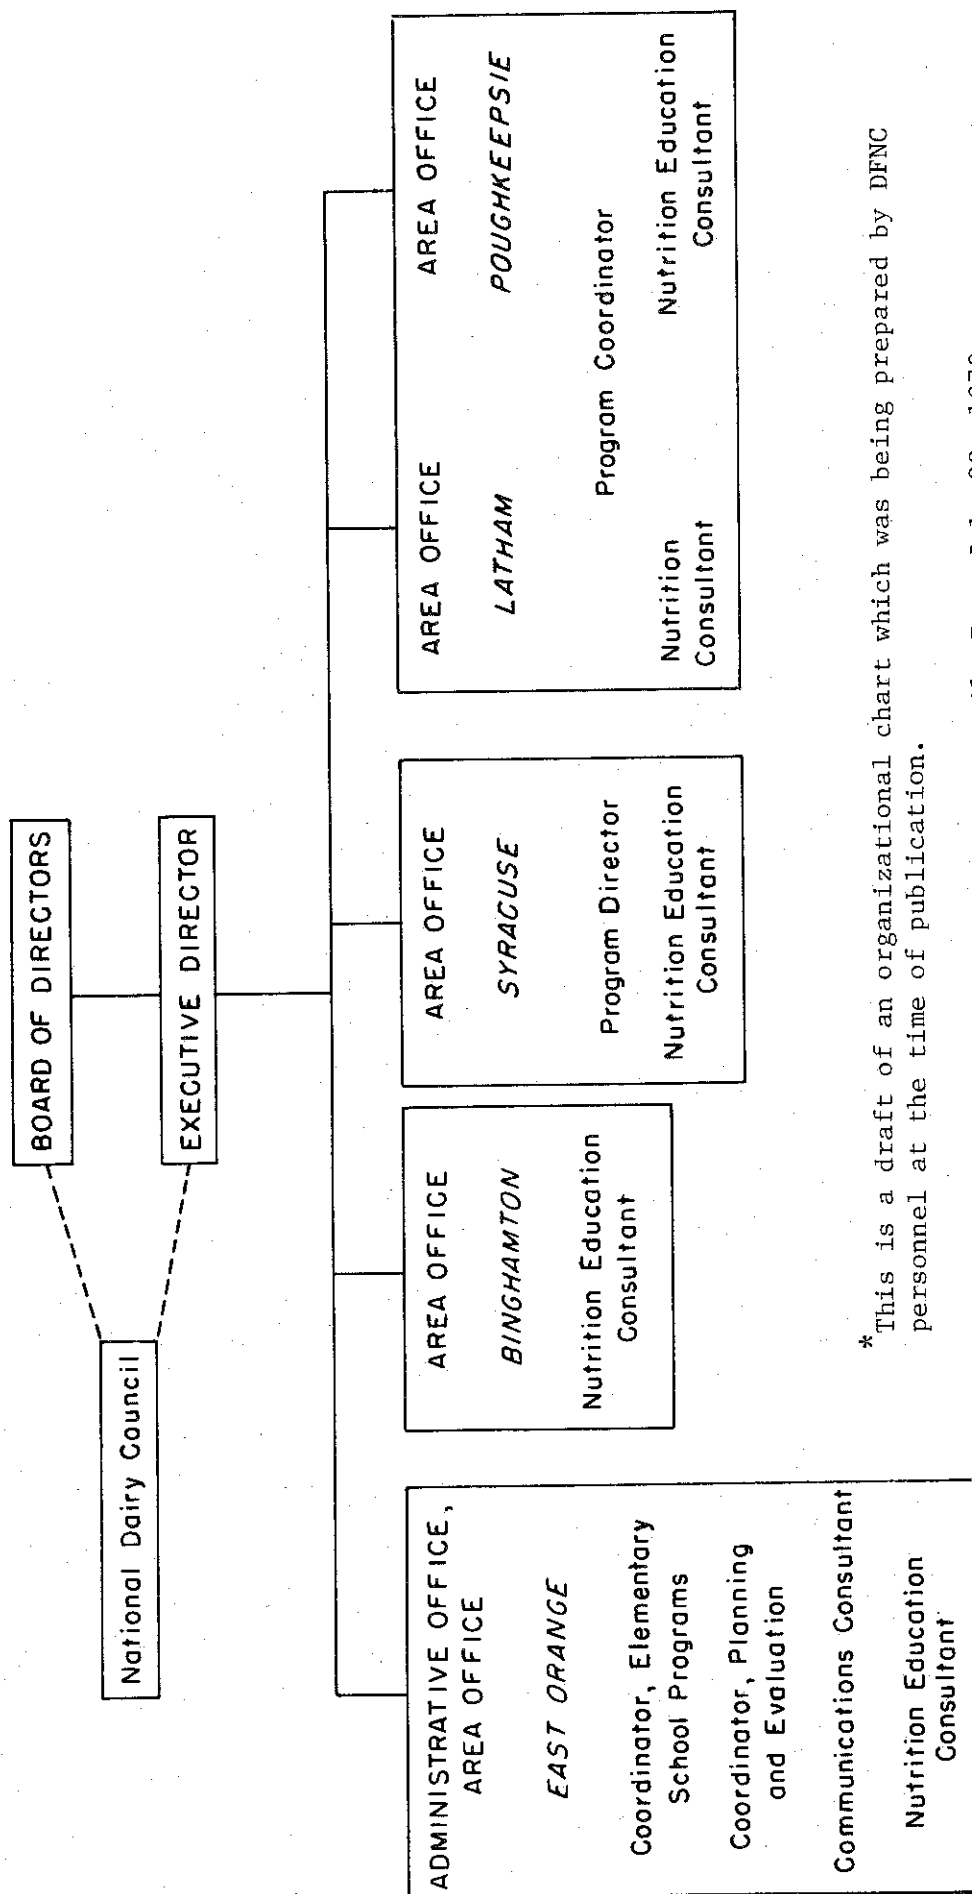 BOARD OF DIRECTORS
National Dairy Council
EXECUTIVE DIRECTOR
ADMINISTRATIVE OFFICE,
AREA OFFICE
EAST ORANGE
Coordinator, Elementary
School Programs
Coordinator, Planning
and Evaluation
Communications Consultant
Nutrition Education
Consultant
AREA OFFICE
BINGHAMTON
Nutrition Education
Consultant
AREA OFFICE
SYRACUSE
Program Director
Nutrition Education
Consultant
AREA OFFICE
LATHAM
AREA OFFICE
POUGHKEEPSIE
Program Coordinator
Nutrition
Consultant
Nutrition Education
Consultant
*This is a draft of an organizational chart which was being prepared by DFNC
personnel at the time of publication.